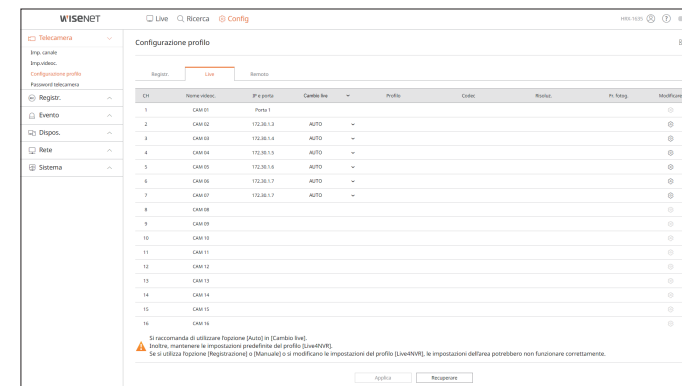 WISENET Live Ricerca Config HRX-1635
Telecamera
Imp. canale
Imp.videoc.
Configurazione profilo
Password telecamera
Registr.
Evento
Dispos.
Rete
Sistema
Configurazione profilo
Registr. Live Remoto
CH Nome videoc. IP e porta Cambio live Profilo Codec Risoluz. Fr. fotog. Modificare
1 CAM 01 Porta 1
2 CAM 02 172.30.1.3 AUTO
3 CAM 03 172.30.1.4 AUTO
4 CAM 04 172.30.1.5 AUTO
5 CAM 05 172.30.1.6 AUTO
6 CAM 06 172.30.1.7 AUTO
7 CAM 07 172.30.1.7 AUTO
8 CAM 08
9 CAM 09
10 CAM 10
11 CAM 11
12 CAM 12
13 CAM 13
14 CAM 14
15 CAM 15
16 CAM 16
Si raccomanda di utilizzare l'opzione [Auto] in [Cambio live].
Inoltre, mantenere le impostazioni predefinite del profilo [Live4NVR].
Se si utilizza l'opzione [Registrazione] o [Manuale] o si modificano le impostazioni del profilo [Live4NVR], le impostazioni dell'area potrebbero non funzionare correttamente.
Applica Recuperare